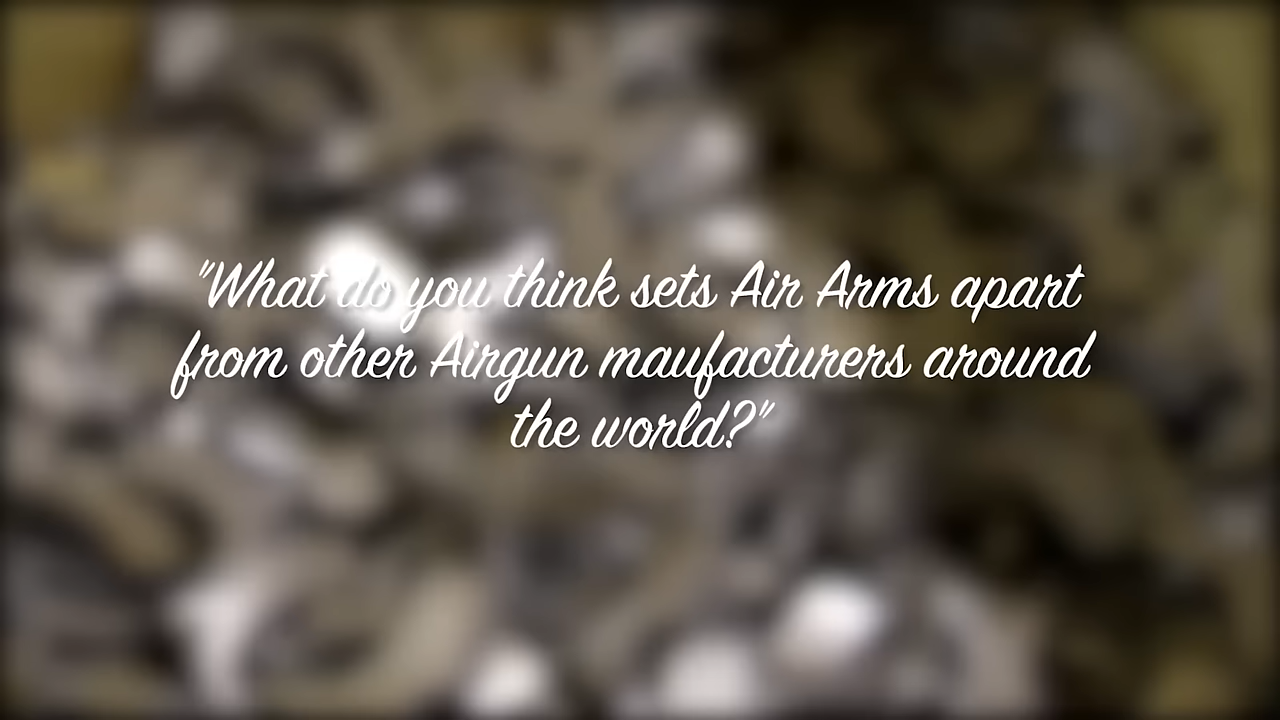 "What do you think sets Air Arms apart
from other Airgun maufacturers around
the world?"